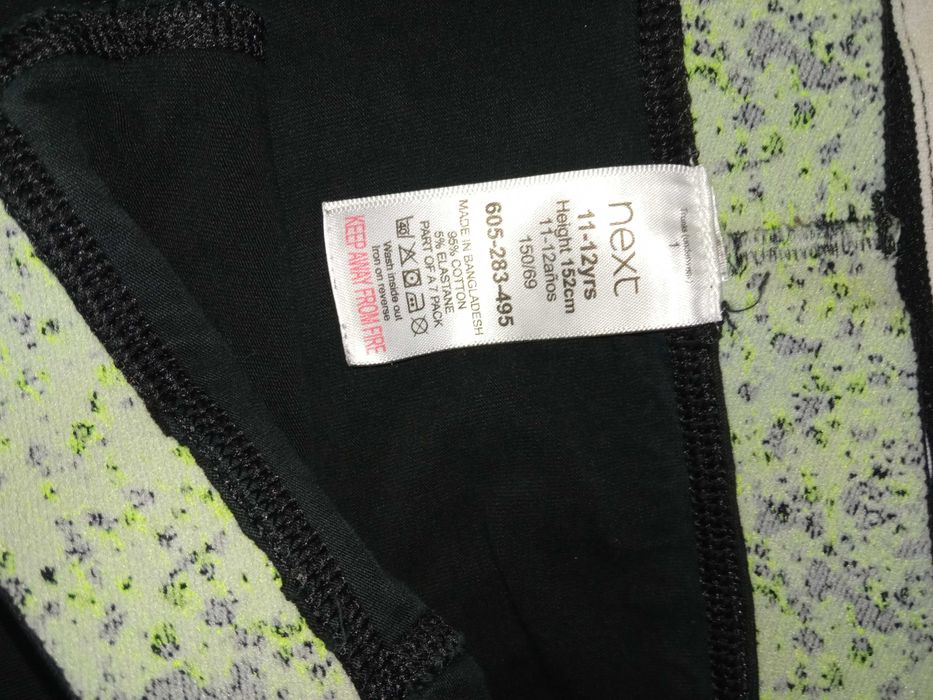 next
11-12yrs
Height 152cm
11-12años
150/69
605-283-495
MADE IN BANGLADESH
95% COTTON
5% ELASTANE
PART OF A 7 PACK
Wash inside out
Iron on reverse
KEEP AWAY FROM FIRE